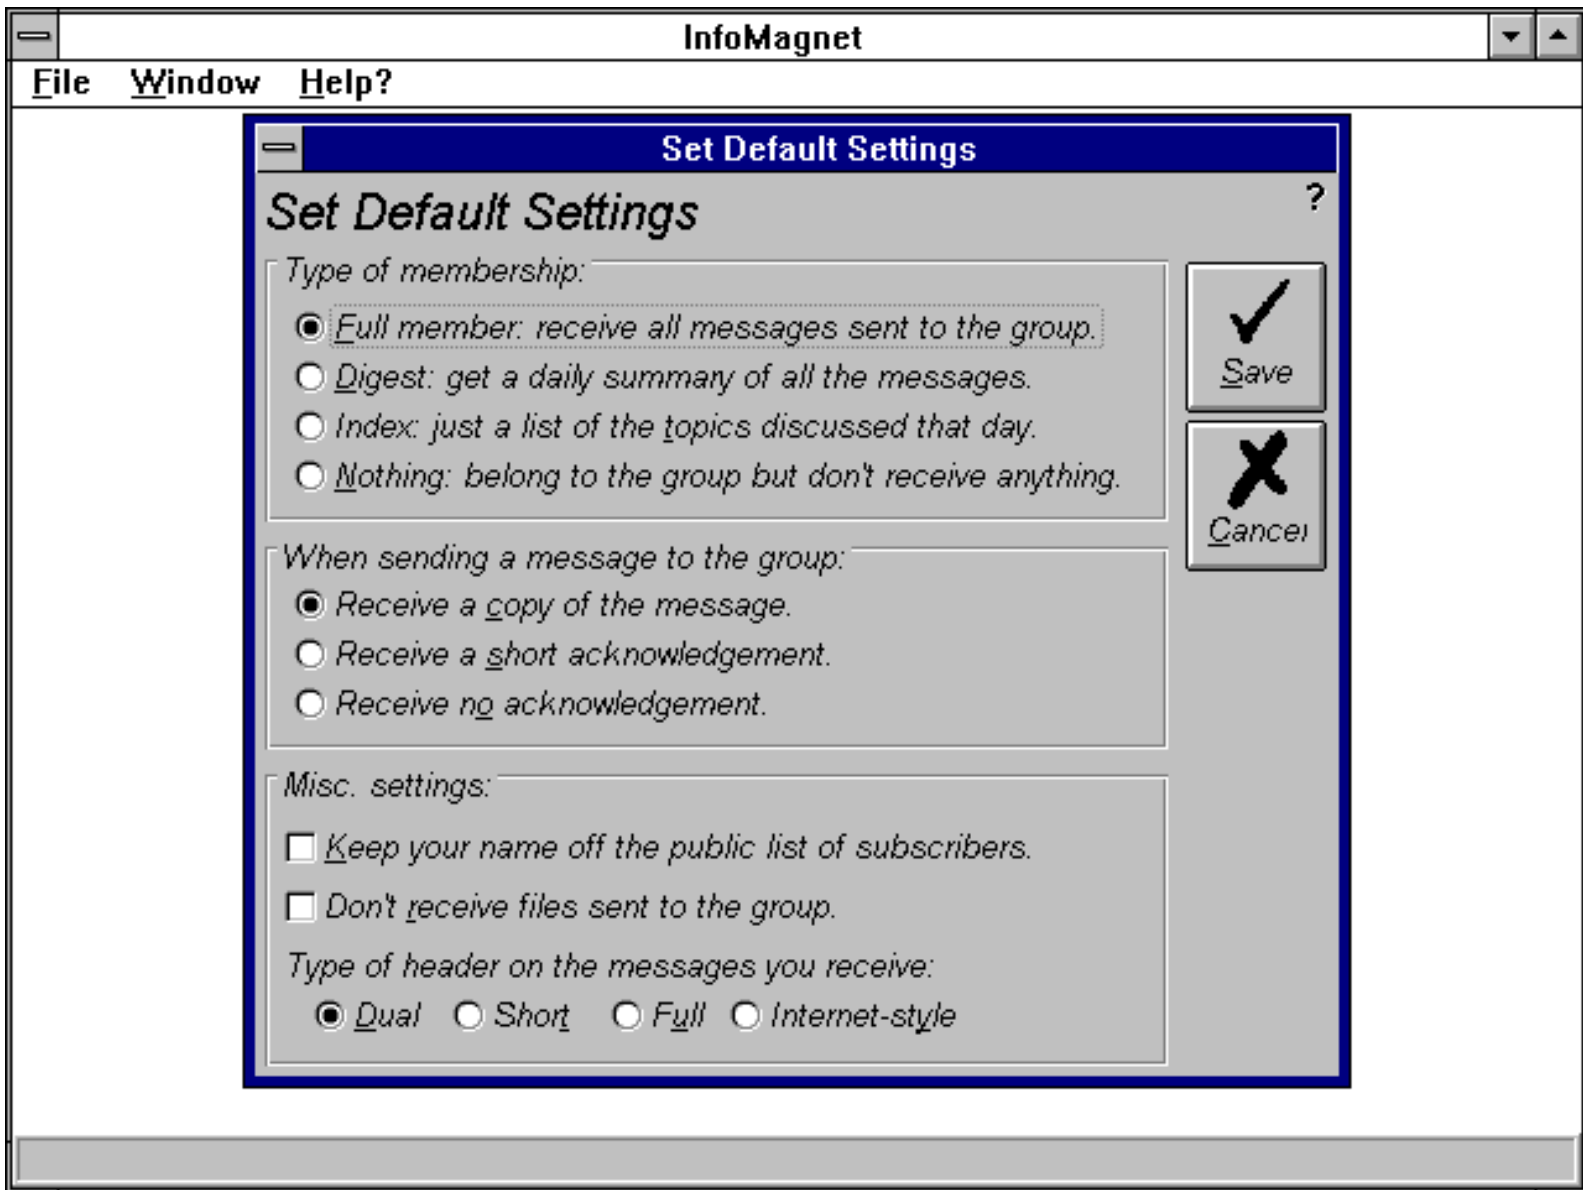 InfoMagnet
File Window Help?
Set Default Settings
Set Default Settings
?
Type of membership:
Full member: receive all messages sent to the group.
Digest: get a daily summary of all the messages.
Index: just a list of the topics discussed that day.
Nothing: belong to the group but don't receive anything.
Save
Cancel
When sending a message to the group:
Receive a copy of the message.
Receive a short acknowledgement.
Receive no acknowledgement.
Misc. settings:
Keep your name off the public list of subscribers.
Don't receive files sent to the group.
Type of header on the messages you receive:
Dual Short Full Internet-style